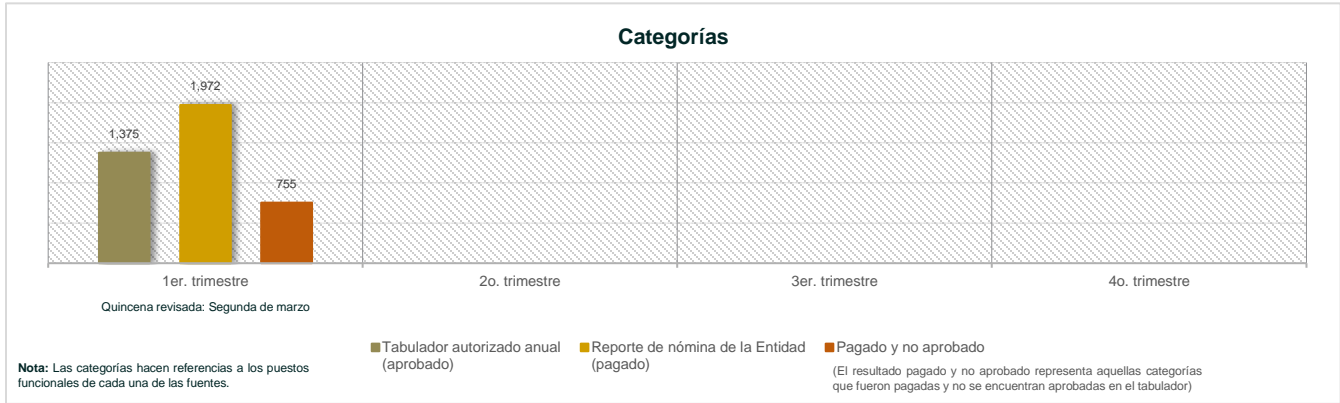 Categorías
1,375
1,972
755
1er. trimestre
2o. trimestre
3er. trimestre
4o. trimestre
Quincena revisada: Segunda de marzo
Tabulador autorizado anual
(aprobado)
Reporte de nómina de la Entidad
(pagado)
Pagado y no aprobado
(El resultado pagado y no aprobado representa aquellas categorías
que fueron pagadas y no se encuentran aprobadas en el tabulador)
Nota: Las categorías hacen referencias a los puestos
funcionales de cada una de las fuentes.